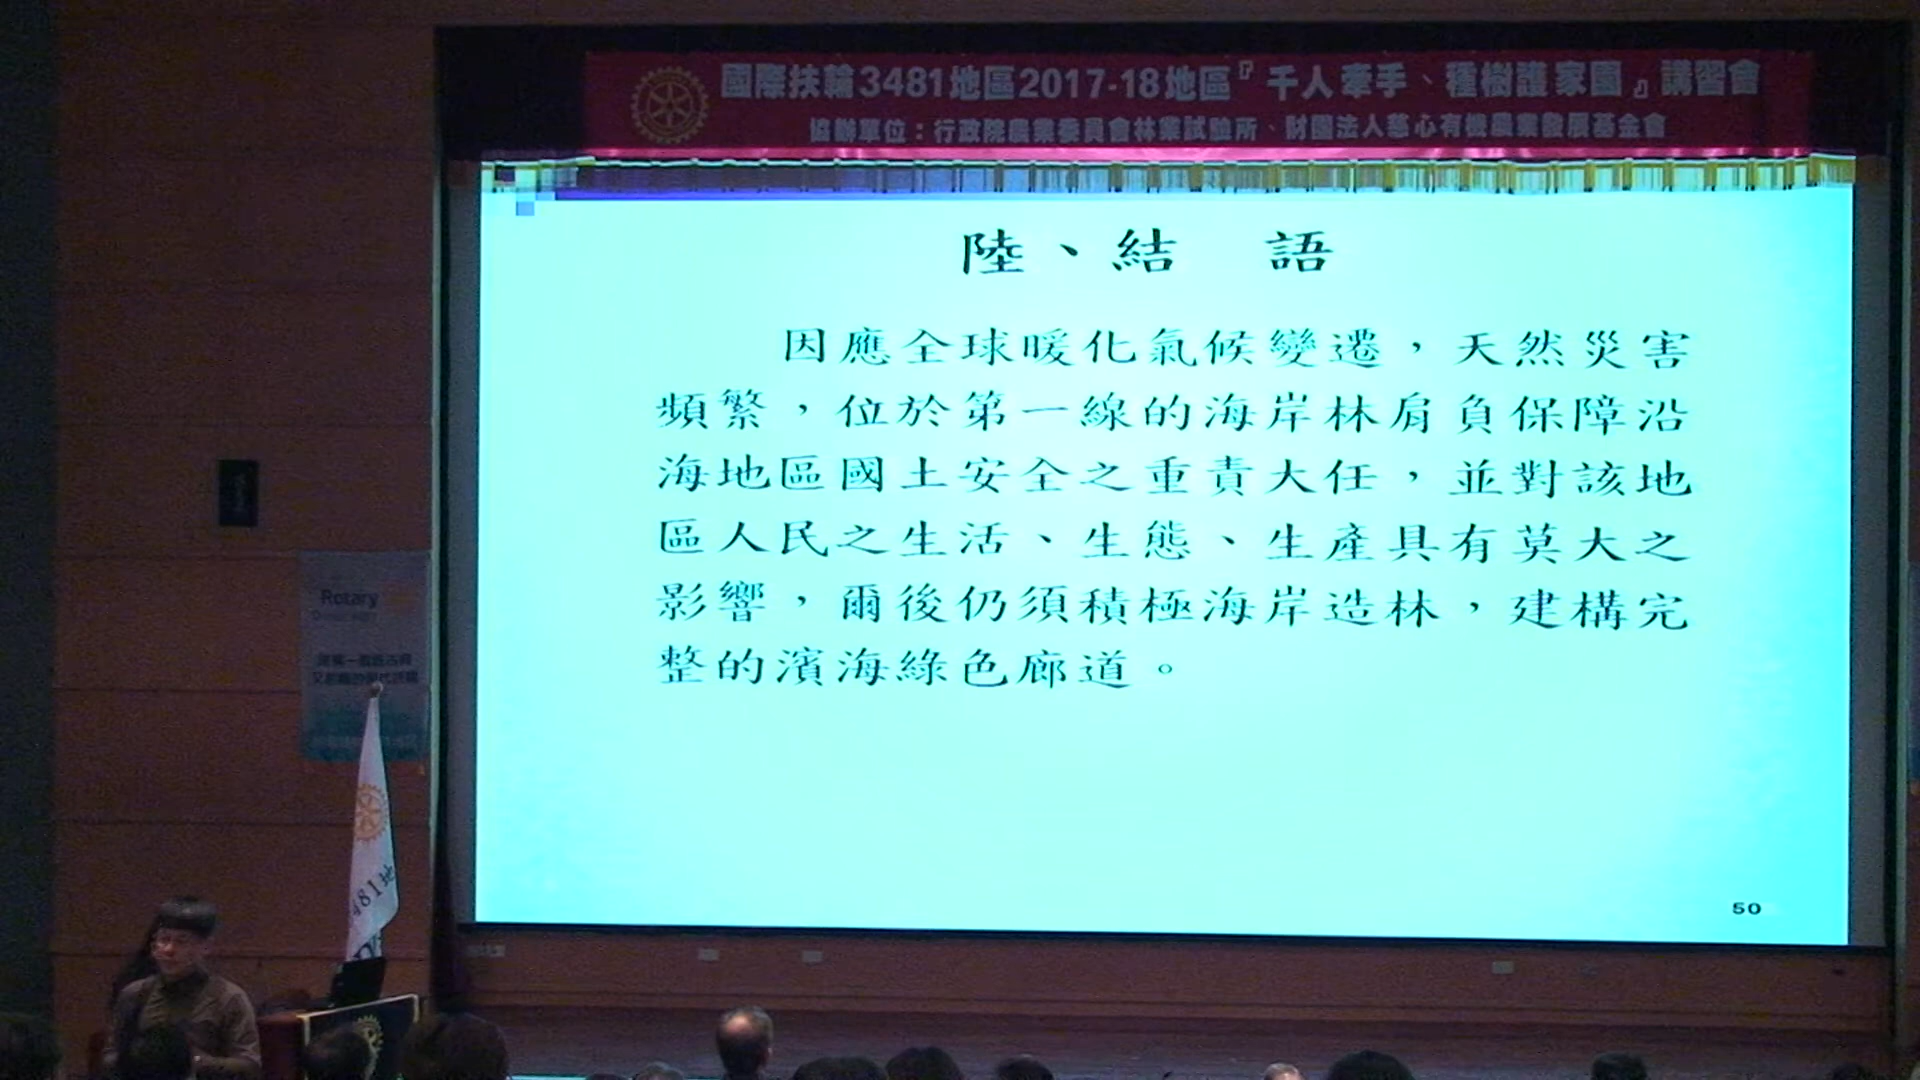 國際扶輪3481地區2017-18地區『千人牽手、種樹護家園』講習會
協辦單位：行政院農業委員會林業試驗所、財團法人慈心有機農業發展基金會
陸、結 語
因應全球暖化氣候變遷，天然災害
頻繁，位於第一線的海岸林肩負保障沿
海地區國土安全之重責大任，並對該地
區人民之生活、生態、生產具有莫大之
影響，爾後仍須積極海岸造林，建構完
整的濱海綠色廊道。
50
Rotary
3481地